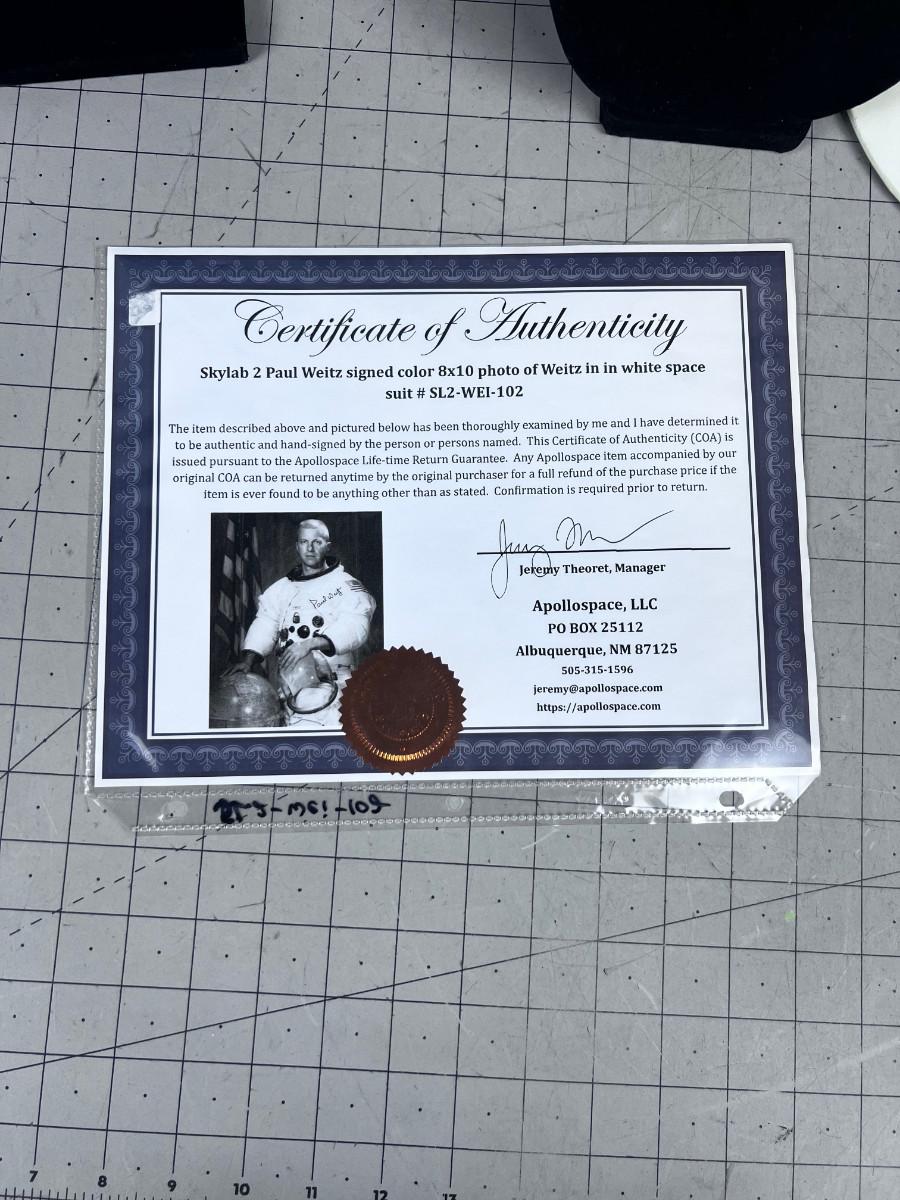 Certificate of Authenticity
Skylab 2 Paul Weitz signed color 8x10 photo of Weitz in in white space
suit # SL2-WEI-102
The item described above and pictured below has been thoroughly examined by me and I have determined it
to be authentic and hand-signed by the person or persons named. This Certificate of Authenticity (COA) is
issued pursuant to the Apollospace Life-time Return Guarantee. Any Apollospace item accompanied by our
original COA can be returned anytime by the original purchaser for a full refund of the purchase price if the
item is ever found to be anything other than as stated. Confirmation is required prior to return.
Paul Weitz
Jeremy Theoret, Manager
Apollospace, LLC
PO BOX 25112
Albuquerque, NM 87125
505-315-1596
jeremy@apollospace.com
https://apollospace.com
7 8 9 10 11 12 13